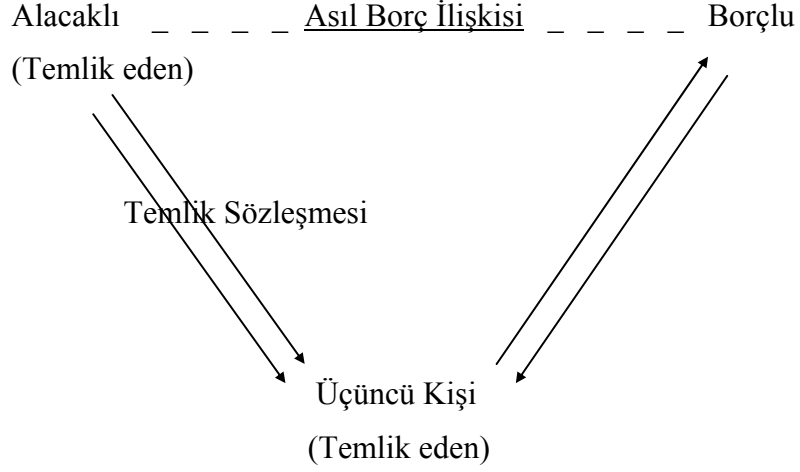 Alacaklı _ _ _ _ Asıl Borç İlişkisi _ _ _ _ Borçlu
(Temlik eden)
Temlik Sözleşmesi
Üçüncü Kişi
(Temlik eden)